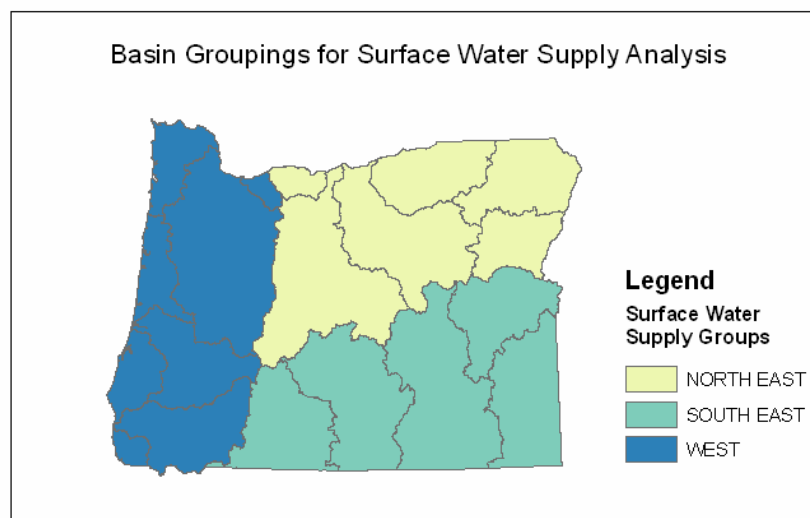 Basin Groupings for Surface Water Supply Analysis
Legend
Surface Water
Supply Groups
NORTH EAST
SOUTH EAST
WEST